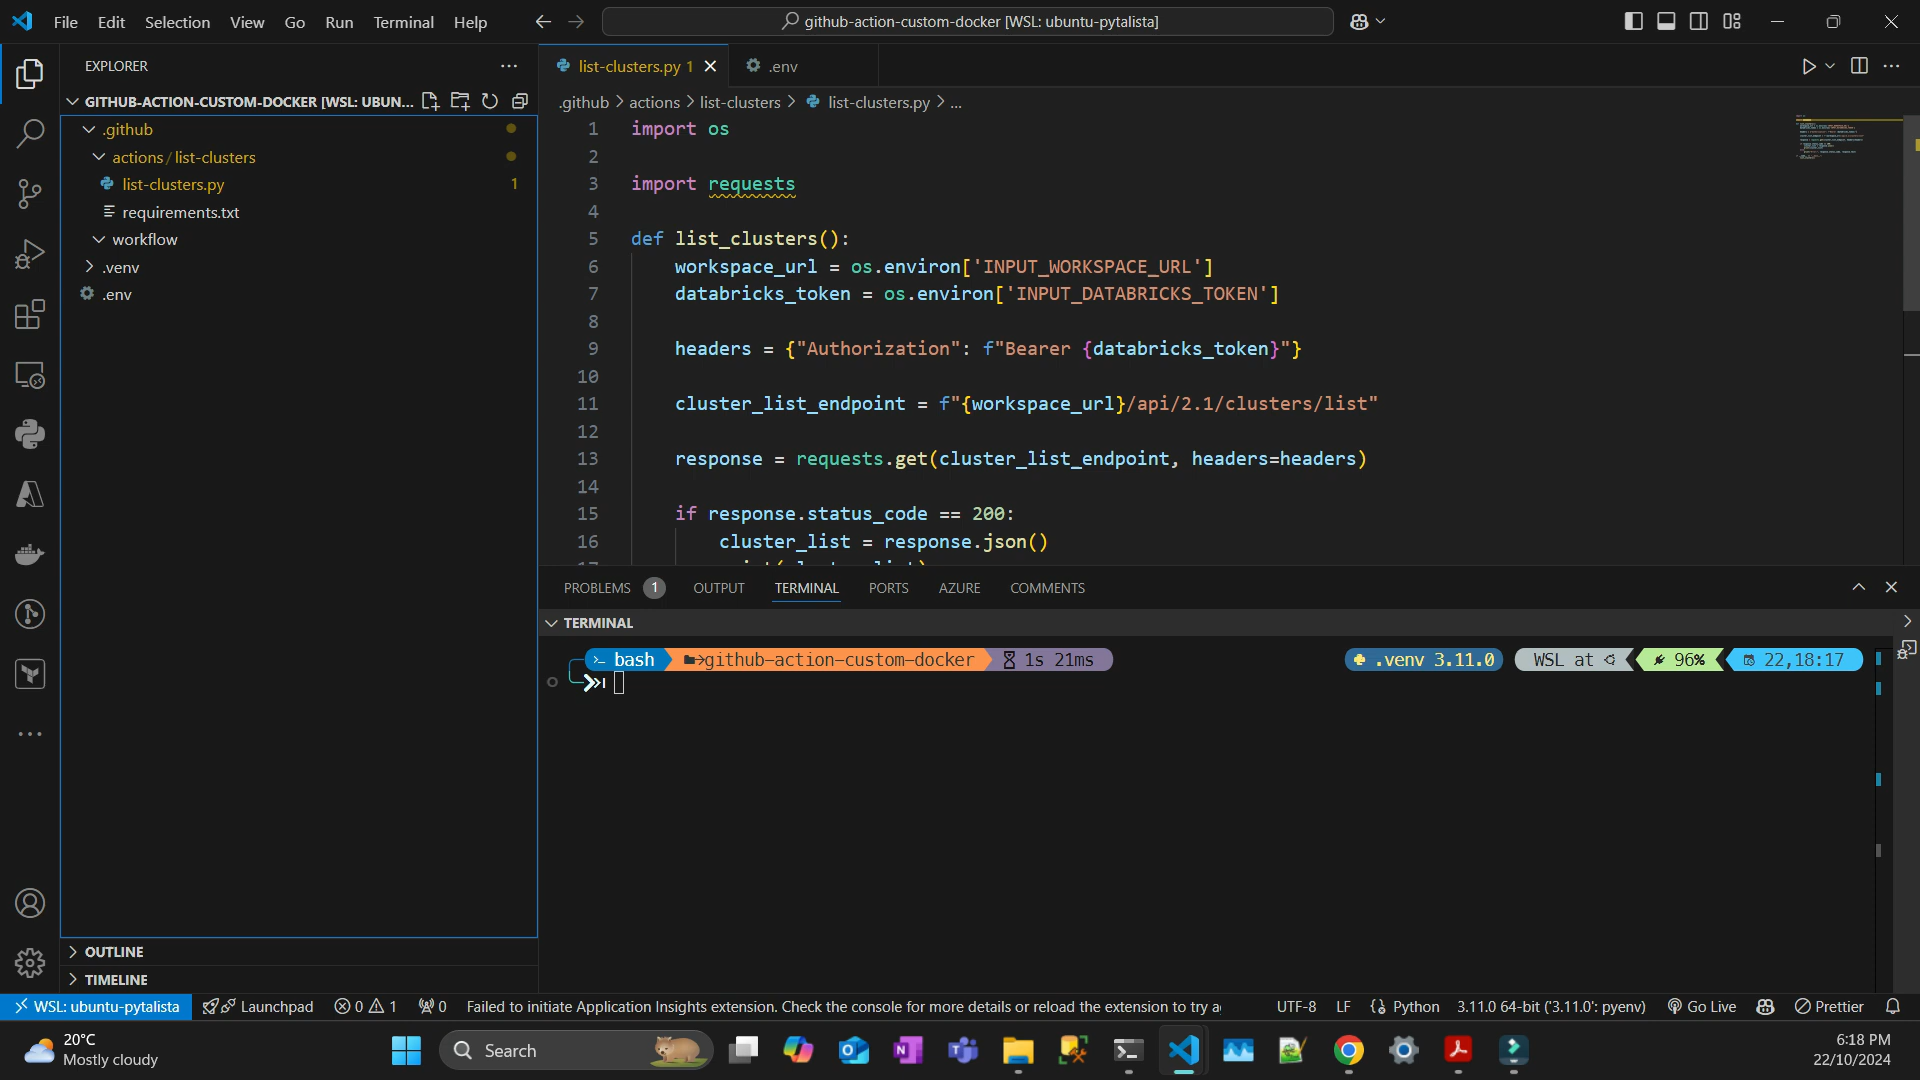 File Edit Selection View Go Run Terminal Help
github-action-custom-docker [WSL: ubuntu-pytalista]
EXPLORER
GITHUB-ACTION-CUSTOM-DOCKER [WSL: UBUN...
.github
actions / list-clusters
list-clusters.py 1
requirements.txt
workflow
.venv
.env
OUTLINE
TIMELINE
list-clusters.py 1
.env
.github > actions > list-clusters > list-clusters.py > ...
1 import os
2
3 import requests
4
5 def list_clusters():
6 workspace_url = os.environ['INPUT_WORKSPACE_URL']
7 databricks_token = os.environ['INPUT_DATABRICKS_TOKEN']
8
9 headers = {"Authorization": f"Bearer {databricks_token}"}
10
11 cluster_list_endpoint = f"{workspace_url}/api/2.1/clusters/list"
12
13 response = requests.get(cluster_list_endpoint, headers=headers)
14
15 if response.status_code == 200:
16 cluster_list = response.json()
PROBLEMS 1 OUTPUT TERMINAL PORTS AZURE COMMENTS
TERMINAL
bash github-action-custom-docker 1s 21ms .venv 3.11.0 WSL at 96% 22,18:17
WSL: ubuntu-pytalista Launchpad 0 1 0 Failed to initiate Application Insights extension. Check the console for more details or reload the extension to try a UTF-8 LF Python 3.11.0 64-bit ('3.11.0': pyenv) Go Live Prettier
20°C
Mostly cloudy
Search
6:18 PM
22/10/2024